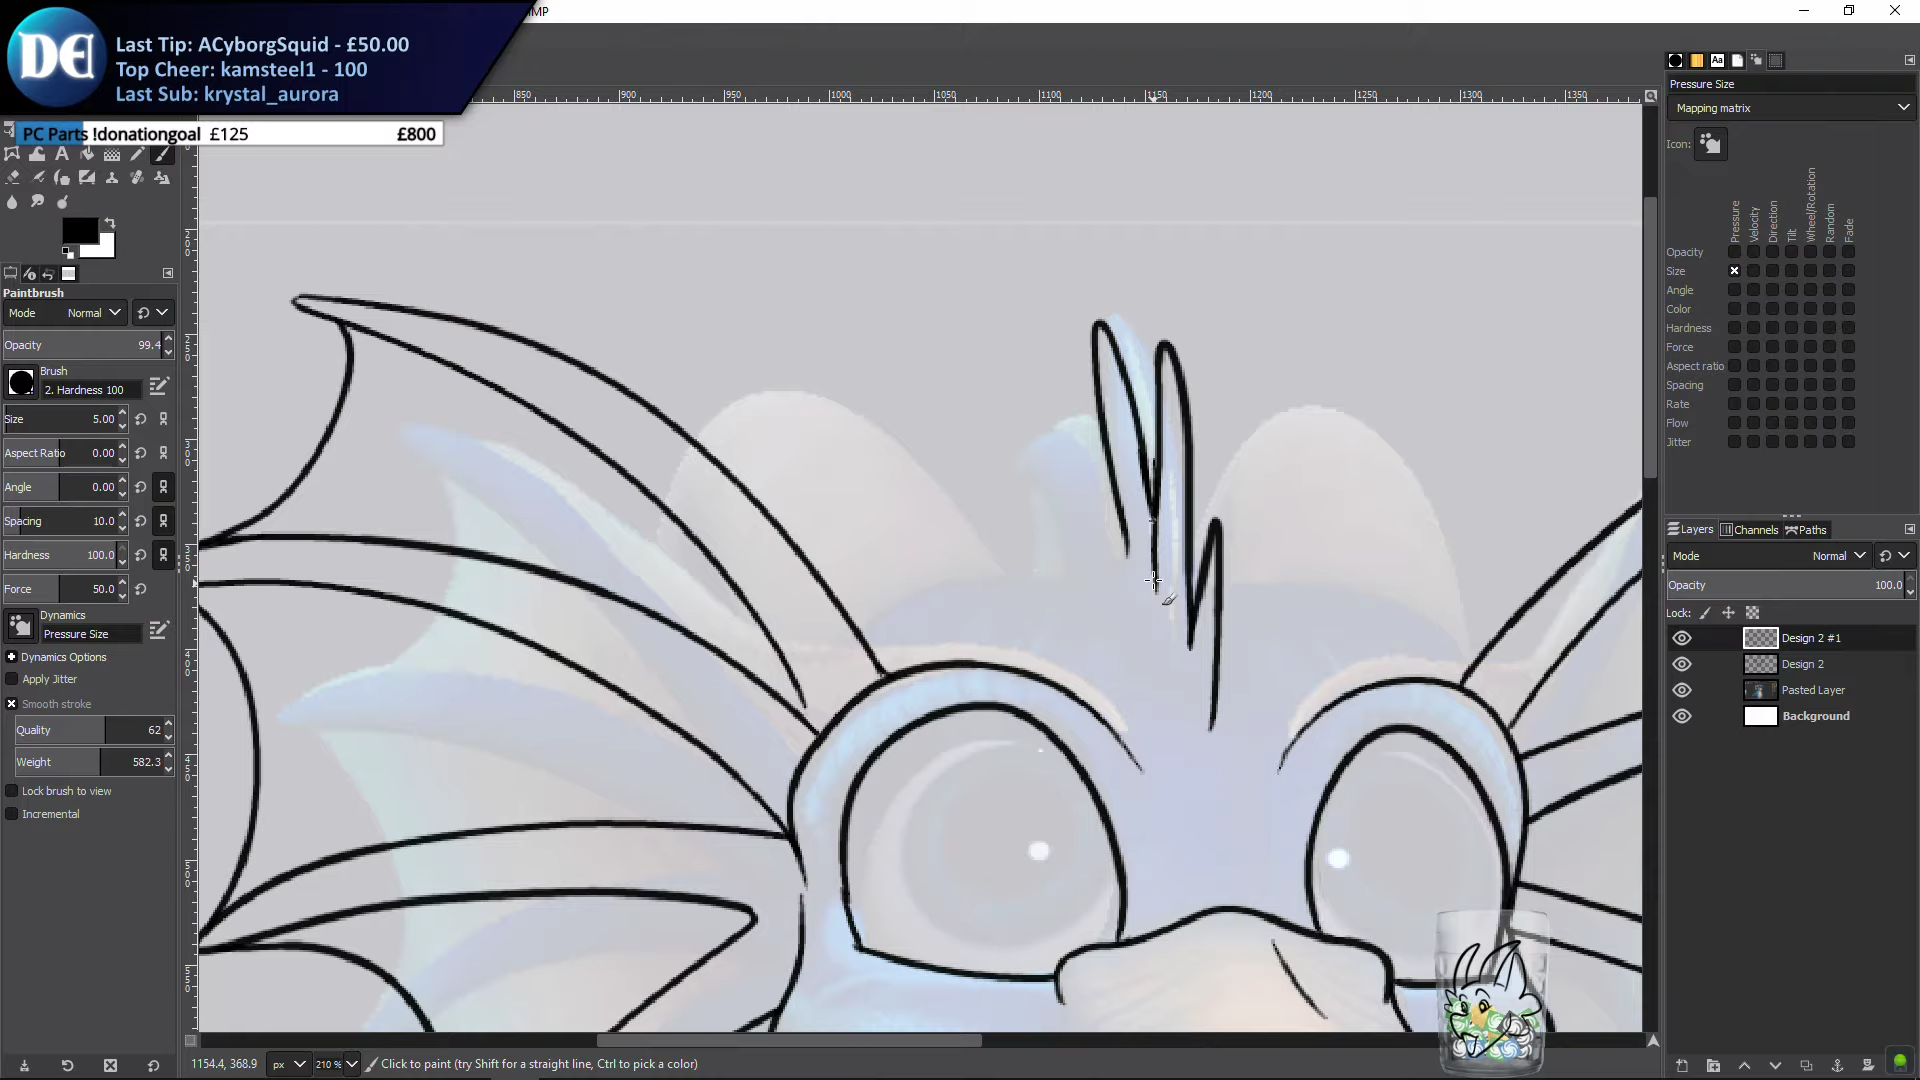 MP
DE
Last Tip: ACyborgSquid - £50.00
Top Cheer: kamsteel1 - 100
Last Sub: krystal_aurora
PC Parts !donationgoal £125 £800
850 900 950 1000 1050 1100 1150 1200 1250 1300 1350
Paintbrush
Mode Normal
Opacity 99.4
Brush
2. Hardness 100
Size 5.00
Aspect Ratio 0.00
Angle 0.00
Spacing 10.0
Hardness 100.0
Force 50.0
Dynamics
Pressure Size
Dynamics Options
Apply Jitter
Smooth stroke
Quality 62
Weight 582.3
Lock brush to view
Incremental
1154.4, 368.9 px 210 % Click to paint (try Shift for a straight line, Ctrl to pick a color)
Aa
Pressure Size
Mapping matrix
Icon:
Pressure Velocity Direction Tilt Wheel/Rotation Random Fade
Opacity
Size
Angle
Color
Hardness
Force
Aspect ratio
Spacing
Rate
Flow
Jitter
Layers Channels Paths
Mode Normal
Opacity 100.0
Lock:
Design 2 #1
Design 2
Pasted Layer
Background